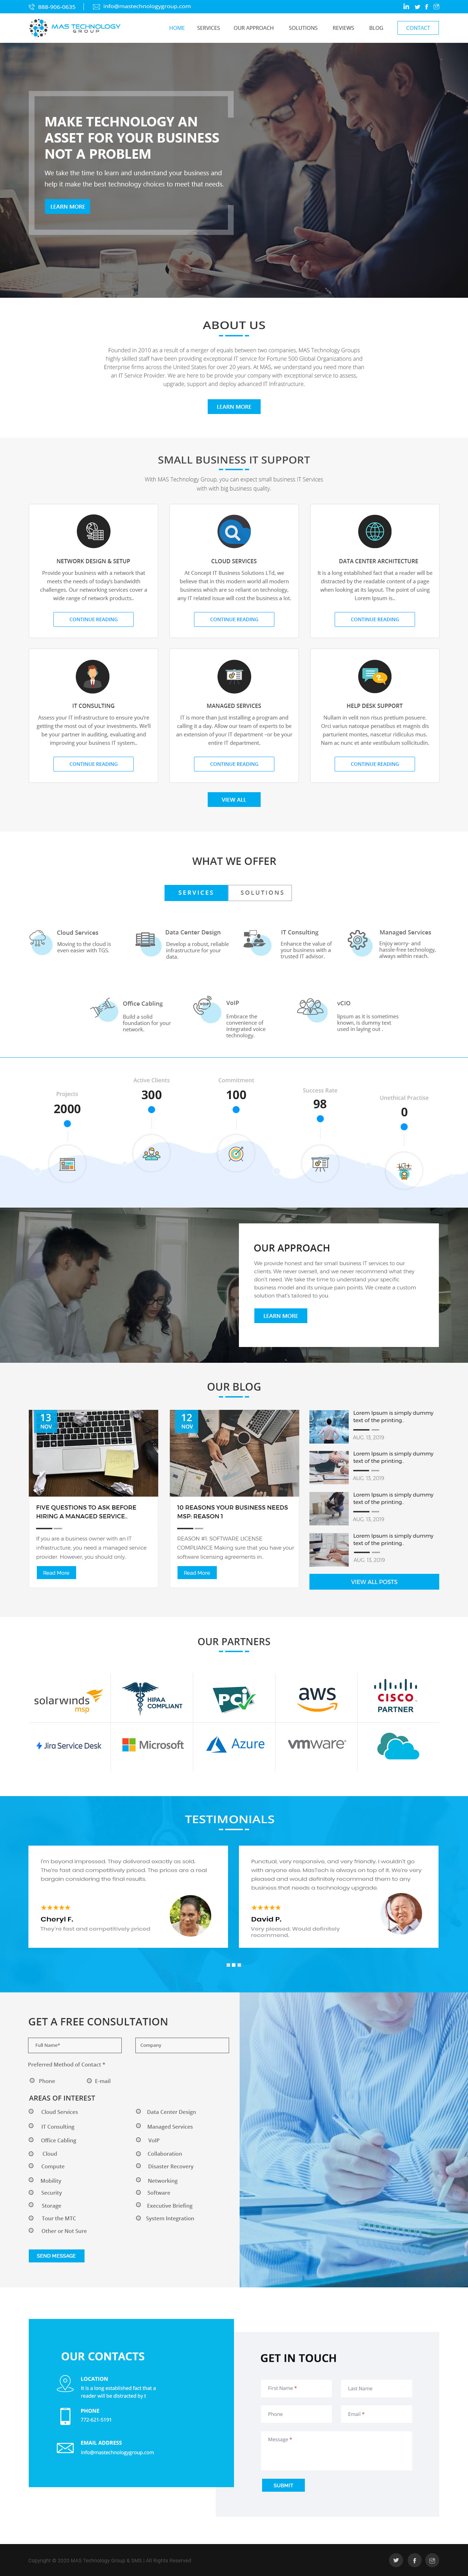 888-906-0635
info@mastechnologygroup.com
MAS TECHNOLOGY
GROUP
HOME
SERVICES
OUR APPROACH
SOLUTIONS
REVIEWS
BLOG
CONTACT
MAKE TECHNOLOGY AN
ASSET FOR YOUR BUSINESS
NOT A PROBLEM
We take the time to learn and understand your business and
help it make the best technology choices to meet that needs.
LEARN MORE
ABOUT US
Founded in 2010 as a result of a merger of equals between two companies, MAS Technology Groups
highly skilled staff have been providing exceptional IT service for Fortune 500 Global Organizations and
Enterprise firms across the United States for over 20 years. At MAS, we understand you need more than
an IT Service Provider. We are here to provide your company with exceptional service to assess,
upgrade, support and deploy advanced IT Infrastructure.
LEARN MORE
SMALL BUSINESS IT SUPPORT
With MAS Technology Group, you can expect small business IT Services
with with big business quality.
NETWORK DESIGN & SETUP
Provide your business with a network that
meets the needs of today's bandwidth
challenges. Our networking services cover a
wide range of network products..
CONTINUE READING
CLOUD SERVICES
At Concept IT Business Solutions LTd, we
believe that in this modern world all modern
business which are so reliant on technology,
any IT related issue will cost the business a lot.
CONTINUE READING
DATA CENTER ARCHITECTURE
It is a long established fact that a reader will be
distracted by the readable content of a page
when looking at its layout. The point of using
Lorem Ipsum is..
CONTINUE READING
IT CONSULTING
Assess your IT infrastructure to ensure you're
getting the most out of your investments. We'll
be your partner in auditing, evaluating and
improving your business IT system..
CONTINUE READING
MANAGED SERVICES
IT is more than just installing a program and
calling it a day. Allow our team of experts to be
an extension of your IT department -or be your
entire IT department.
CONTINUE READING
HELP DESK SUPPORT
Nullam in velit non risus pretium posuere.
Orci varius natoque penatibus et magnis dis
parturient montes, nascetur ridiculus mus.
Nam ac nunc et ante vestibulum sollicitudin.
CONTINUE READING
VIEW ALL
WHAT WE OFFER
SERVICES
SOLUTIONS
Cloud Services
Moving to the cloud is
even easier with TGS.
Data Center Design
Develop a robust, reliable
infrastructure for your
data.
IT Consulting
Enhance the value of
your business with a
trusted IT advisor.
Managed Services
Enjoy worry- and
hassle-free technology,
always within reach.
Office Cabling
Build a solid
foundation for your
network.
VoIP
Embrace the
convenience of
integrated voice
technology.
vCIO
Iipsum as it is sometimes
known, is dummy text
used in laying out .
Projects
2000
Active Clients
300
Commitment
100
Success Rate
98
Unethical Practise
0
OUR APPROACH
We provide honest and fair small business IT services to our
clients. We never oversell, and we never recommend what they
don't need. We take the time to understand your specific
business model and its unique pain points. We create a custom
solution that's tailored to you
LEARN MORE
OUR BLOG
13
NOV
FIVE QUESTIONS TO ASK BEFORE
HIRING A MANAGED SERVICE..
If you are a business owner with an IT
department, you need a managed service
provider. However, you should only..
Read More
12
NOV
10 REASONS YOUR BUSINESS NEEDS
MSP: REASON 1
REASON #1: SOFTWARE LICENSE
COMPLIANCE Making sure that you have your
software licensing agreements in..
Read More
Lorem Ipsum is simply dummy
text of the printing..
AUG. 13, 2019
Lorem Ipsum is simply dummy
text of the printing..
AUG. 13, 2019
Lorem Ipsum is simply dummy
text of the printing..
AUG. 13, 2019
Lorem Ipsum is simply dummy
text of the printing..
AUG. 13, 2019
VIEW ALL POSTS
OUR PARTNERS
solarwinds
msp
HIPAA
COMPLIANT
PCI
aws
CISCO
PARTNER
Jira Service Desk
Microsoft
Azure
vmware
TESTIMONIALS
I'm beyond impressed. They delivered exactly as sold.
The're fast and competitively priced. The prices are a real
bargain considering the final results.
Cheryl F.
They're fast and competitively priced
Punctual, very responsive, and very friendly. I wouldn't go
with anyone else. MasTech is always on top of it. We're very
pleased and would definitely recommend them to any
business that needs a technology upgrade.
David P.
Very pleased. Would definitely
recommend.
GET A FREE CONSULTATION
Full Name*
Company
Preferred Method of Contact *
Phone
E-mail
AREAS OF INTEREST
Cloud Services
Data Center Design
IT Consulting
Managed Services
Office Cabling
VoIP
Cloud
Collaboration
Compute
Disaster Recovery
Mobility
Networking
Security
Software
Storage
Executive Briefing
Tour the MTC
System Integration
Other or Not Sure
SEND MESSAGE
OUR CONTACTS
LOCATION
It is a long established fact that a
reader will be distracted by t
PHONE
772-621-5191
EMAIL ADDRESS
info@mastechnologygroup.com
GET IN TOUCH
First Name *
Last Name
Phone
Email *
Message *
SUBMIT
Copyright © 2020 MAS Technology Group & SMS | All Rights Reserved